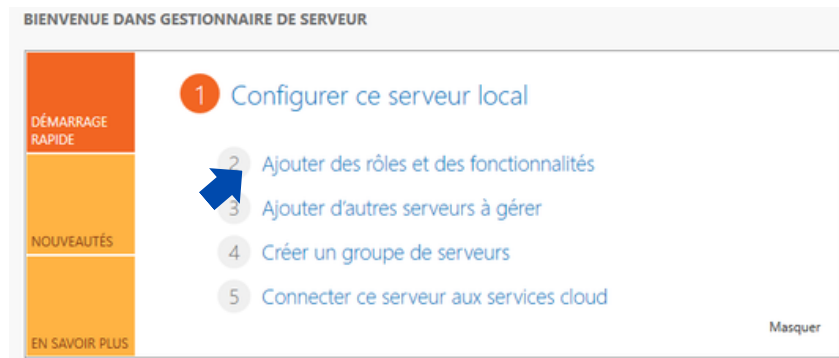 BIENVENUE DANS GESTIONNAIRE DE SERVEUR
DÉMARRAGE
RAPIDE
NOUVEAUTÉS
EN SAVOIR PLUS
1 Configurer ce serveur local
2 Ajouter des rôles et des fonctionnalités
3 Ajouter d'autres serveurs à gérer
4 Créer un groupe de serveurs
5 Connecter ce serveur aux services cloud
Masquer